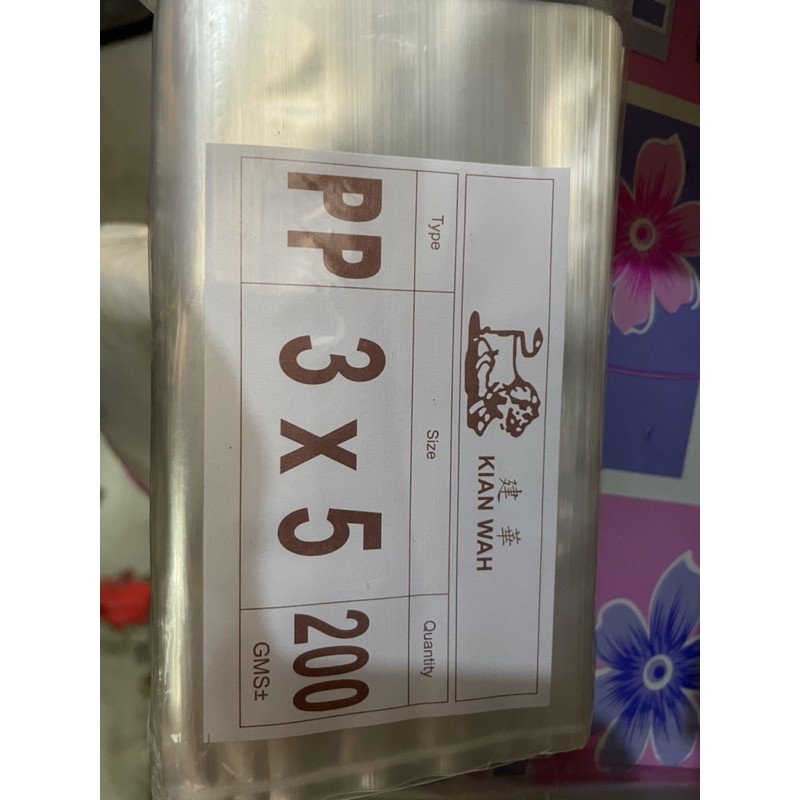 建華
KIAN WAH
Type Size Quantity
PP 3 x 5 200
GMS±